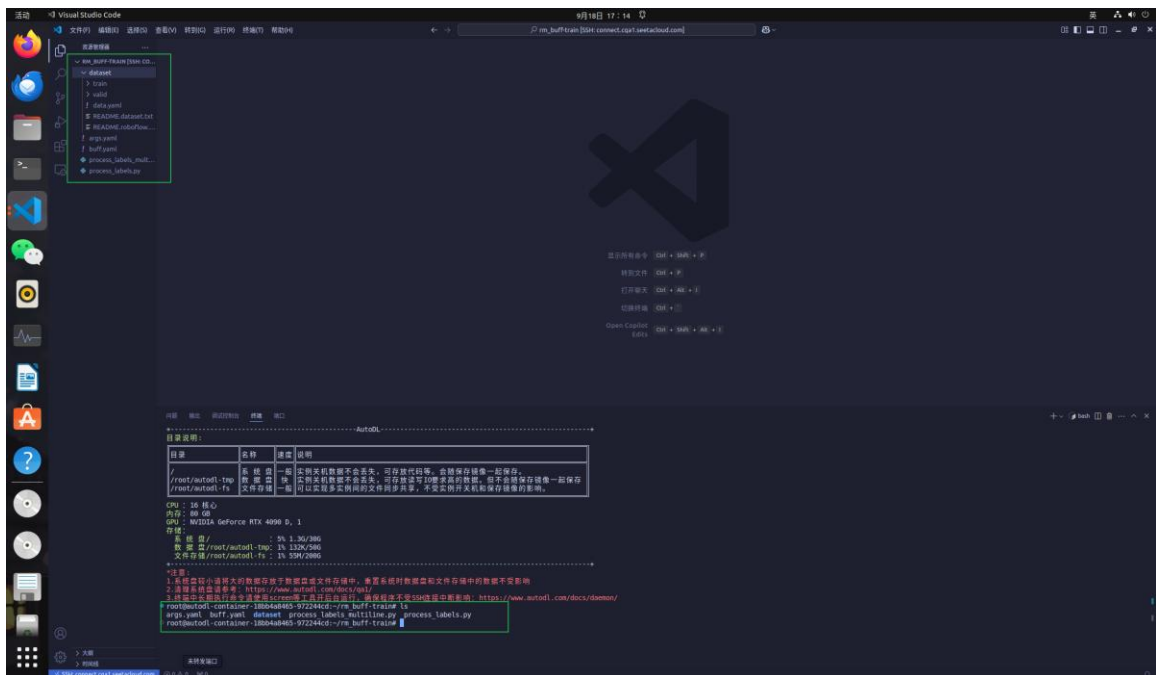 活动
Visual Studio Code
9月18日 17：14
英
文件(F) 编辑(E) 选择(S) 查看(V) 转到(G) 运行(R) 终端(T) 帮助(H)
rm_buff-train [SSH: connect.cqa1.seetacloud.com]
资源管理器
RM_BUFF-TRAIN [SSH: CO...
dataset
train
valid
data.yaml
README.dataset.txt
README.roboflow....
args.yaml
buff.yaml
process_labels_mult...
process_labels.py
显示所有命令 Ctrl + Shift + P
转到文件 Ctrl + P
打开聊天 Ctrl + Alt + I
切换终端 Ctrl + `
Open Copilot Edits Ctrl + Shift + Alt + I
问题 输出 调试控制台 终端 端口
bash
AutoDL
目录说明:
目录 名称 速度 说明
/ 系 统 盘 一般 实例关机数据不会丢失，可存放代码等。会随保存镜像一起保存。
/root/autodl-tmp 数 据 盘 快 实例关机数据不会丢失，可存放读写IO要求高的数据。但不会随保存镜像一起保存
/root/autodl-fs 文件存储 一般 可以实现多实例间的文件同步共享，不受实例开关机和保存镜像的影响。
CPU ：16 核心
内存：80 GB
GPU ：NVIDIA GeForce RTX 4090 D, 1
存储：
系 统 盘/ ：5% 1.3G/30G
数 据 盘/root/autodl-tmp：1% 132K/50G
文件存储/root/autodl-fs ：1% 55M/200G
*注意：
1.系统盘较小请将大的数据存放于数据盘或文件存储中，重置系统时数据盘和文件存储中的数据不受影响
2.清理系统盘请参考：https://www.autodl.com/docs/qa1/
3.终端中长期执行命令请使用screen等工具开后台运行，确保程序不受SSH连接中断影响：https://www.autodl.com/docs/daemon/
root@autodl-container-18bb4a8465-972244cd:~/rm_buff-train# ls
args.yaml buff.yaml dataset process_labels_multiline.py process_labels.py
root@autodl-container-18bb4a8465-972244cd:~/rm_buff-train#
大纲
时间线
未转发端口
SSH: connect.cqa1.seetacloud.com